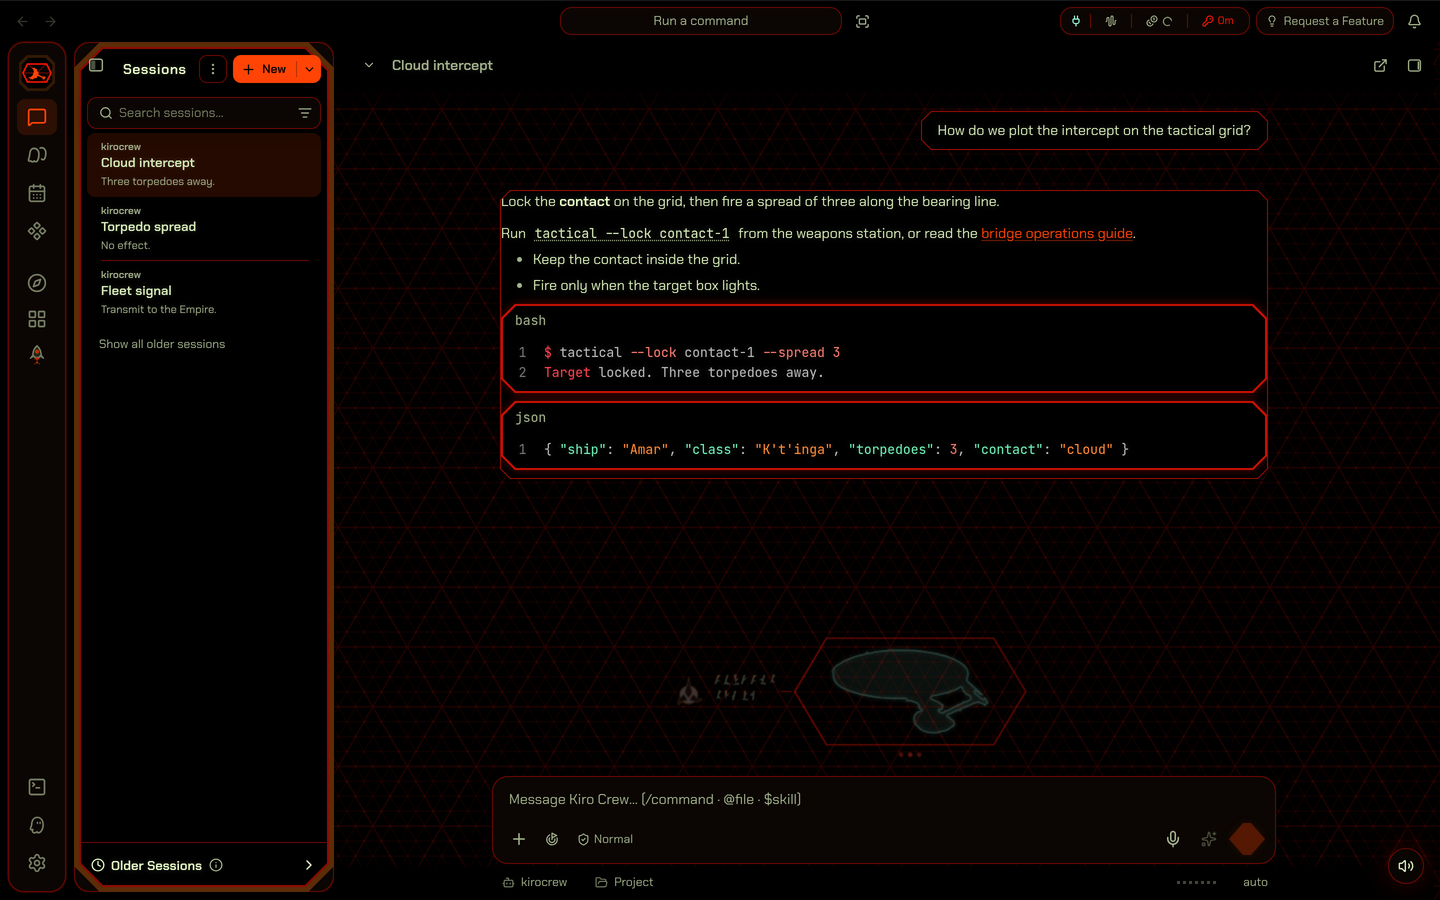 Run a command
0m
Request a Feature
Sessions
New
Search sessions...
kirocrew
Cloud intercept
Three torpedoes away.
kirocrew
Torpedo spread
No effect.
kirocrew
Fleet signal
Transmit to the Empire.
Show all older sessions
Older Sessions
Cloud intercept
How do we plot the intercept on the tactical grid?
Lock the contact on the grid, then fire a spread of three along the bearing line.
Run tactical --lock contact-1 from the weapons station, or read the bridge operations guide.
• Keep the contact inside the grid.
• Fire only when the target box lights.
bash
1 $ tactical --lock contact-1 --spread 3
2 Target locked. Three torpedoes away.
json
1 { "ship": "Amar", "class": "K't'inga", "torpedoes": 3, "contact": "cloud" }
Message Kiro Crew... (/command · @file · $skill)
Normal
kirocrew
Project
auto